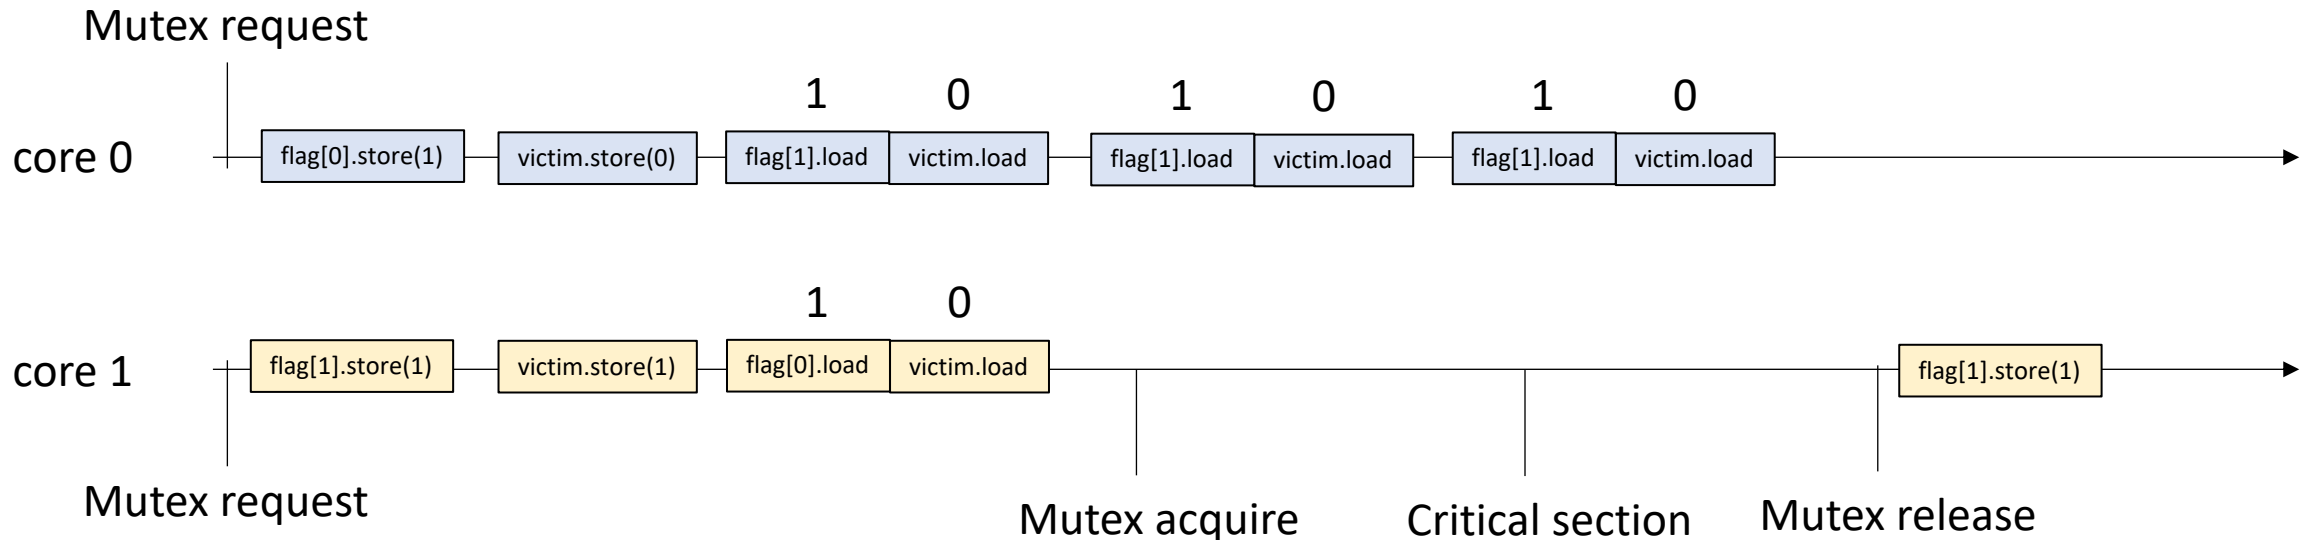 Mutex request
1 0 1 0 1 0
core 0 flag[0].store(1) victim.store(0) flag[1].load victim.load flag[1].load victim.load flag[1].load victim.load
1 0
core 1 flag[1].store(1) victim.store(1) flag[0].load victim.load flag[1].store(1)
Mutex request Mutex acquire Critical section Mutex release